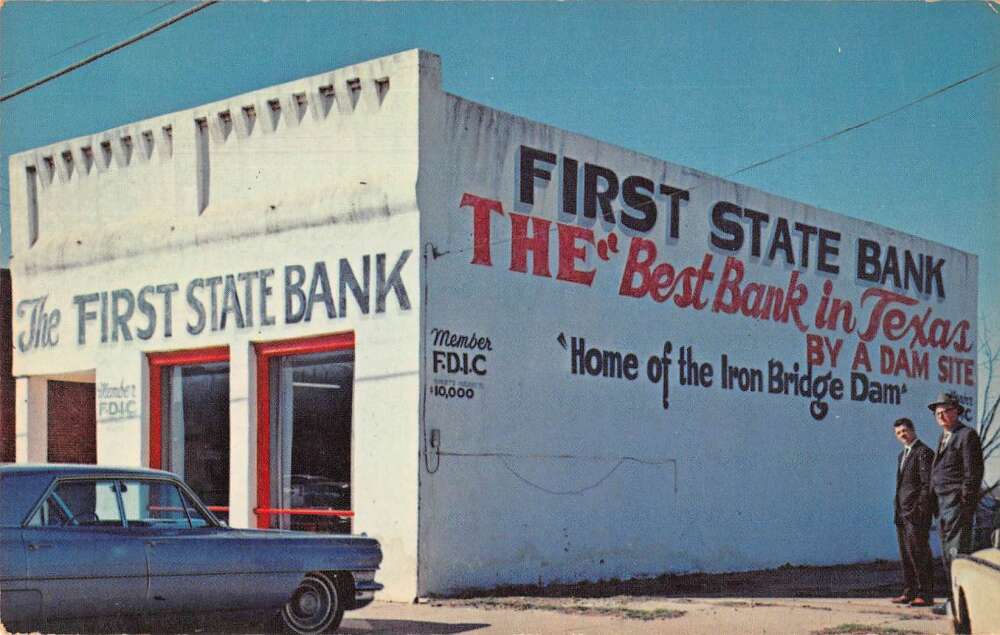 The FIRST STATE BANK
Member
F.D.I.C
FIRST STATE BANK
THE "Best Bank in Texas
BY A DAM SITE
"Home of the Iron Bridge Dam"
Member
F.D.I.C
$10,000